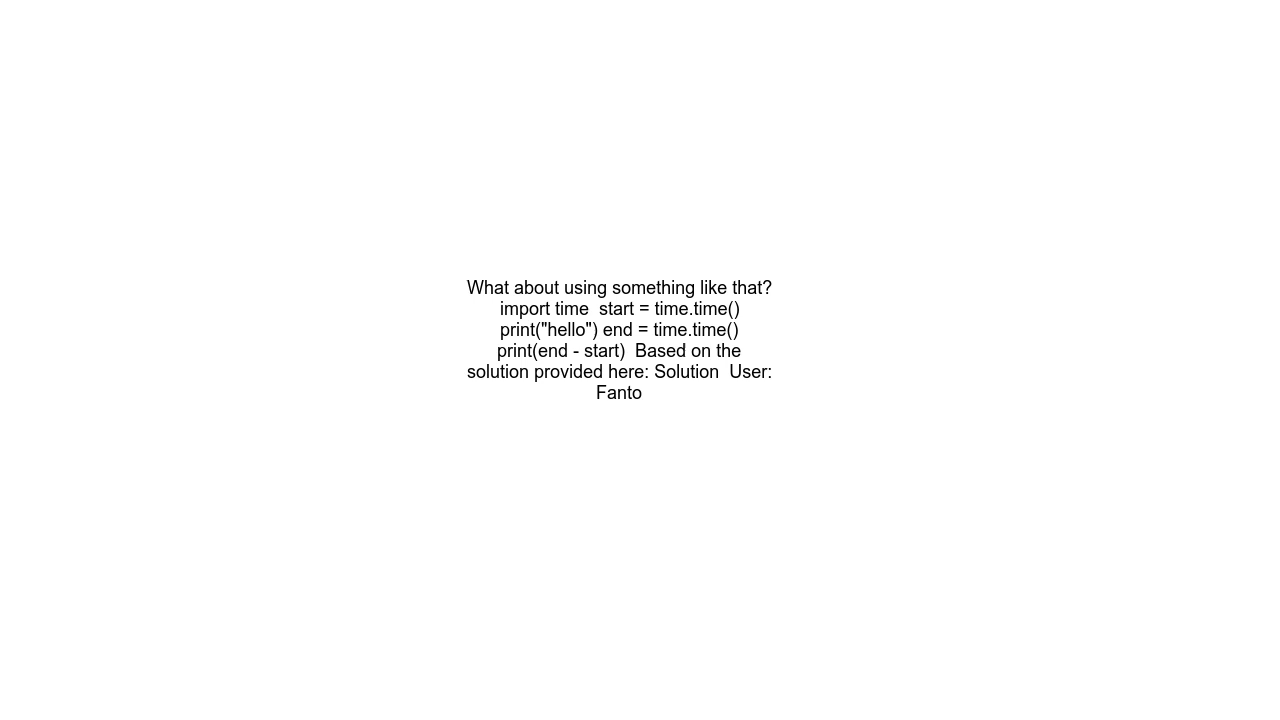 What about using something like that?
import time  start = time.time()
print("hello") end = time.time()
print(end - start)  Based on the
solution provided here: Solution  User:
Fanto